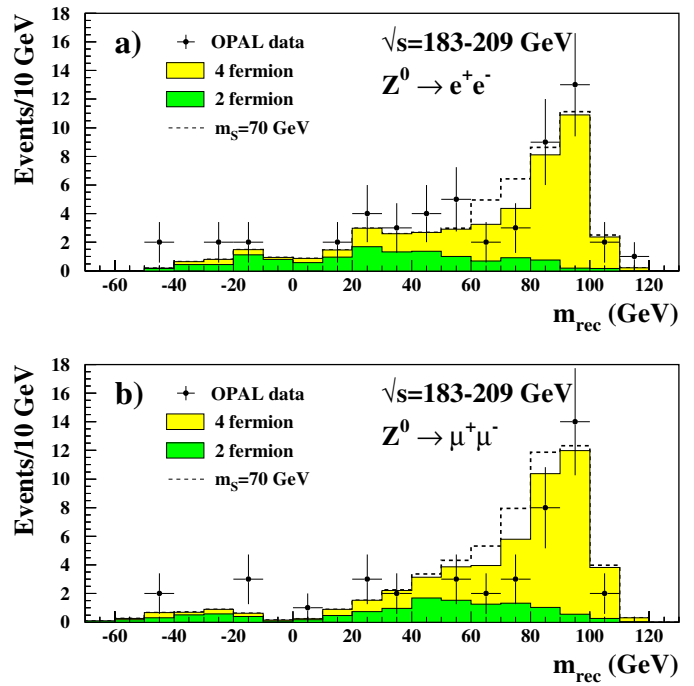 Events/10 GeV
18
16
14
12
10
8
6
4
2
0
a)
OPAL data
4 fermion
2 fermion
m_S=70 GeV
√s=183-209 GeV
Z⁰ → e⁺e⁻
-60 -40 -20 0 20 40 60 80 100 120
m_rec (GeV)
Events/10 GeV
18
16
14
12
10
8
6
4
2
0
b)
OPAL data
4 fermion
2 fermion
m_S=70 GeV
√s=183-209 GeV
Z⁰ → μ⁺μ⁻
-60 -40 -20 0 20 40 60 80 100 120
m_rec (GeV)